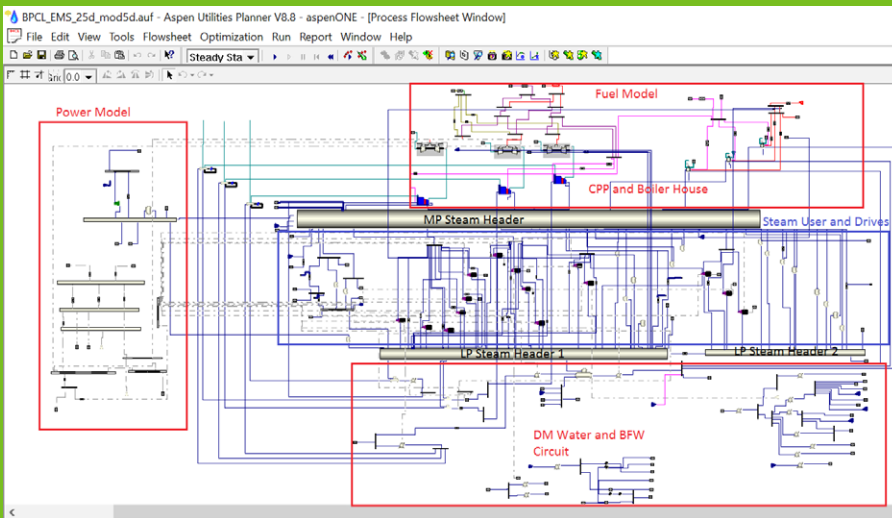 BPCL_EMS_25d_mod5d.auf - Aspen Utilities Planner V8.8 - aspenONE - [Process Flowsheet Window]
File Edit View Tools Flowsheet Optimization Run Report Window Help
Steady Sta
0.0
Power Model
Fuel Model
CPP and Boiler House
MP Steam Header
Steam User and Drives
LP Steam Header 1
LP Steam Header 2
DM Water and BFW
Circuit